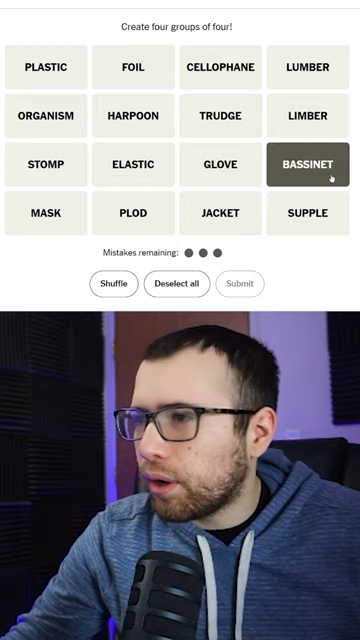 Create four groups of four!
PLASTIC FOIL CELLOPHANE LUMBER
ORGANISM HARPOON TRUDGE LIMBER
STOMP ELASTIC GLOVE BASSINET
MASK PLOD JACKET SUPPLE
Mistakes remaining:
Shuffle Deselect all Submit